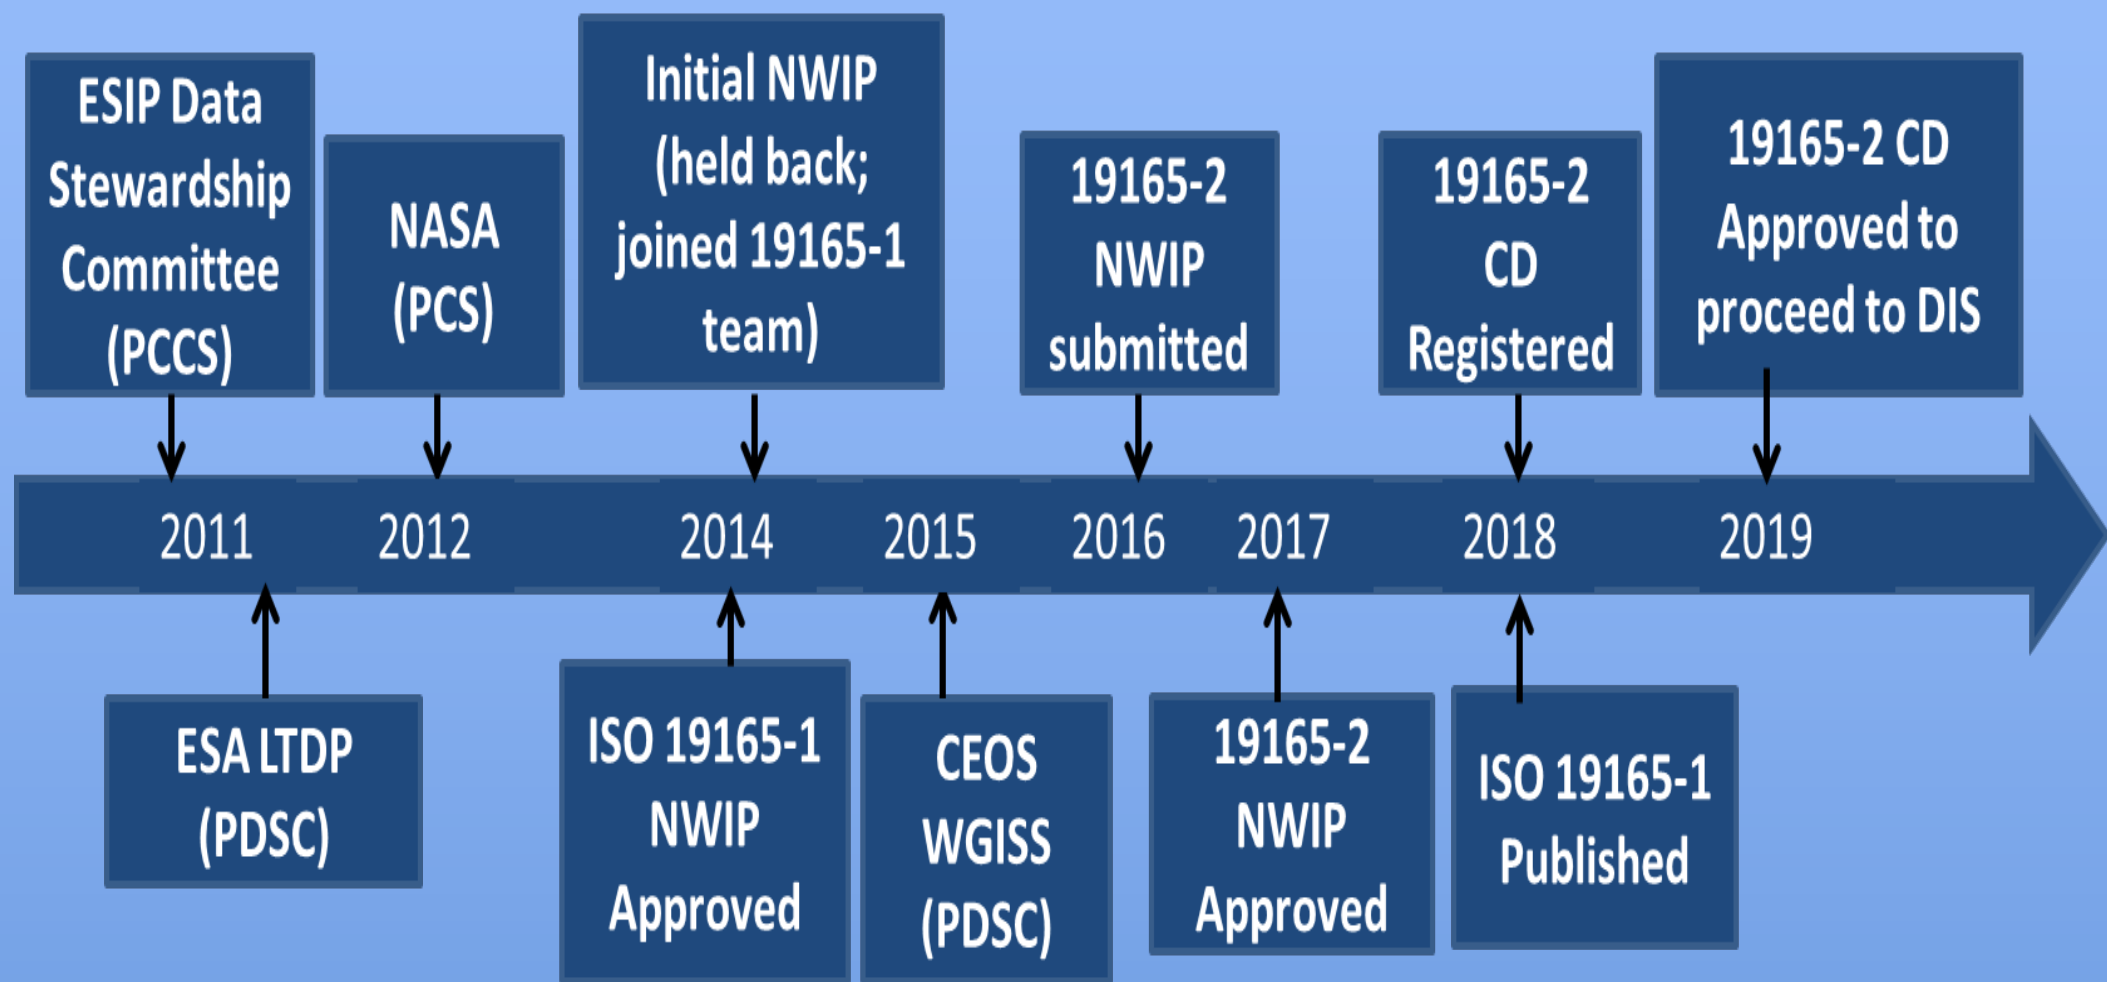 ESIP Data
Stewardship
Committee
(PCCS)
NASA
(PCS)
Initial NWIP
(held back;
joined 19165-1
team)
19165-2
NWIP
submitted
19165-2
CD
Registered
19165-2 CD
Approved to
proceed to DIS
2011 2012 2014 2015 2016 2017 2018 2019
ESA LTDP
(PDSC)
ISO 19165-1
NWIP
Approved
CEOS
WGISS
(PDSC)
19165-2
NWIP
Approved
ISO 19165-1
Published